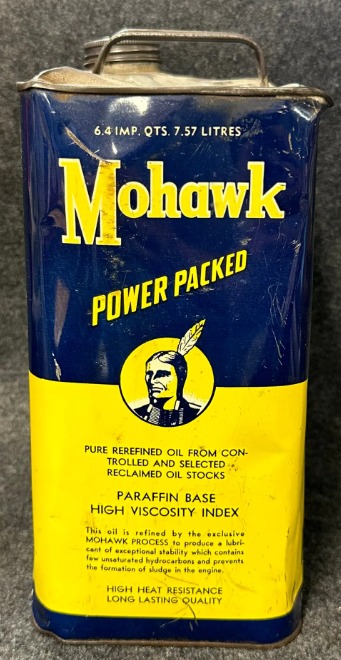 6.4 IMP. QTS. 7.57 LITRES
Mohawk
POWER PACKED
PURE REREFINED OIL FROM CON-
TROLLED AND SELECTED
RECLAIMED OIL STOCKS
PARAFFIN BASE
HIGH VISCOSITY INDEX
This oil is refined by the exclusive
MOHAWK PROCESS to produce a lubri-
cant of exceptional stability which contains
few unsaturated hydrocarbons and prevents
the formation of sludge in the engine.
HIGH HEAT RESISTANCE
LONG LASTING QUALITY